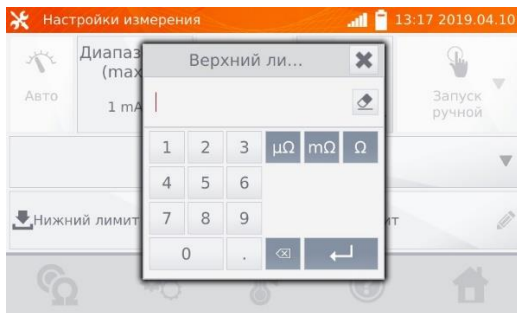 Настройки измерения 13:17 2019.04.10
Диапаз
(max
1 mA
Авто
Верхний ли...
Запуск
ручной
1 2 3 μΩ mΩ Ω
4 5 6
7 8 9
0 .
Нижний лимит ит